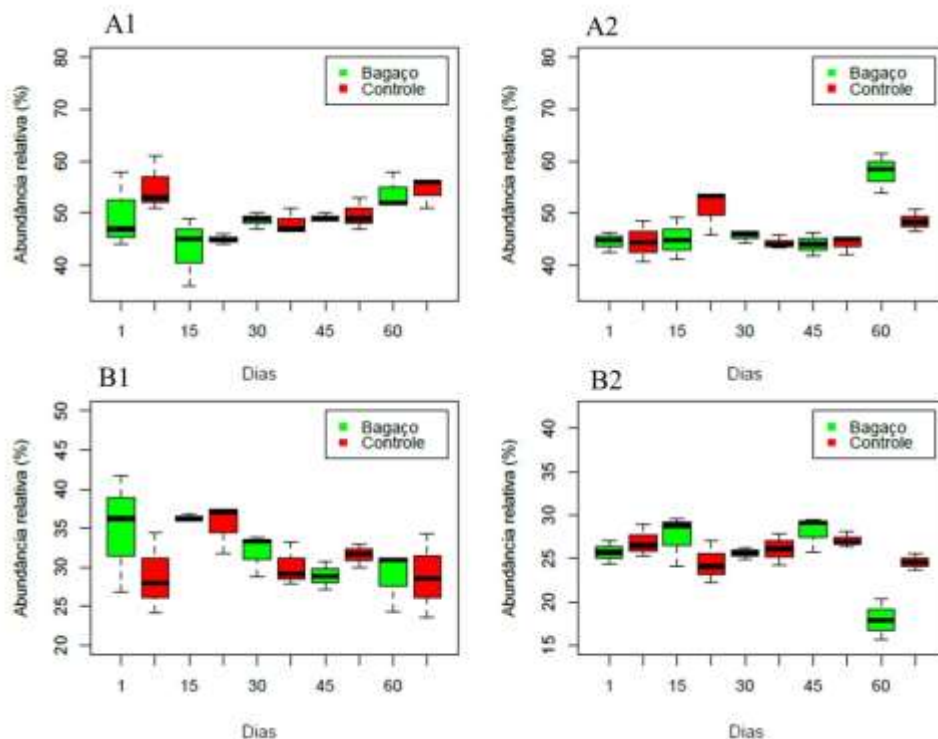 A1
Abundância relativa (%)
80
70
60
50
40
Bagaço
Controle
1 15 30 45 60
Dias
A2
Abundância relativa (%)
80
70
60
50
40
Bagaço
Controle
1 15 30 45 60
Dias
B1
Abundância relativa (%)
50
45
40
35
30
25
20
Bagaço
Controle
1 15 30 45 60
Dias
B2
Abundância relativa (%)
40
35
30
25
20
15
Bagaço
Controle
1 15 30 45 60
Dias